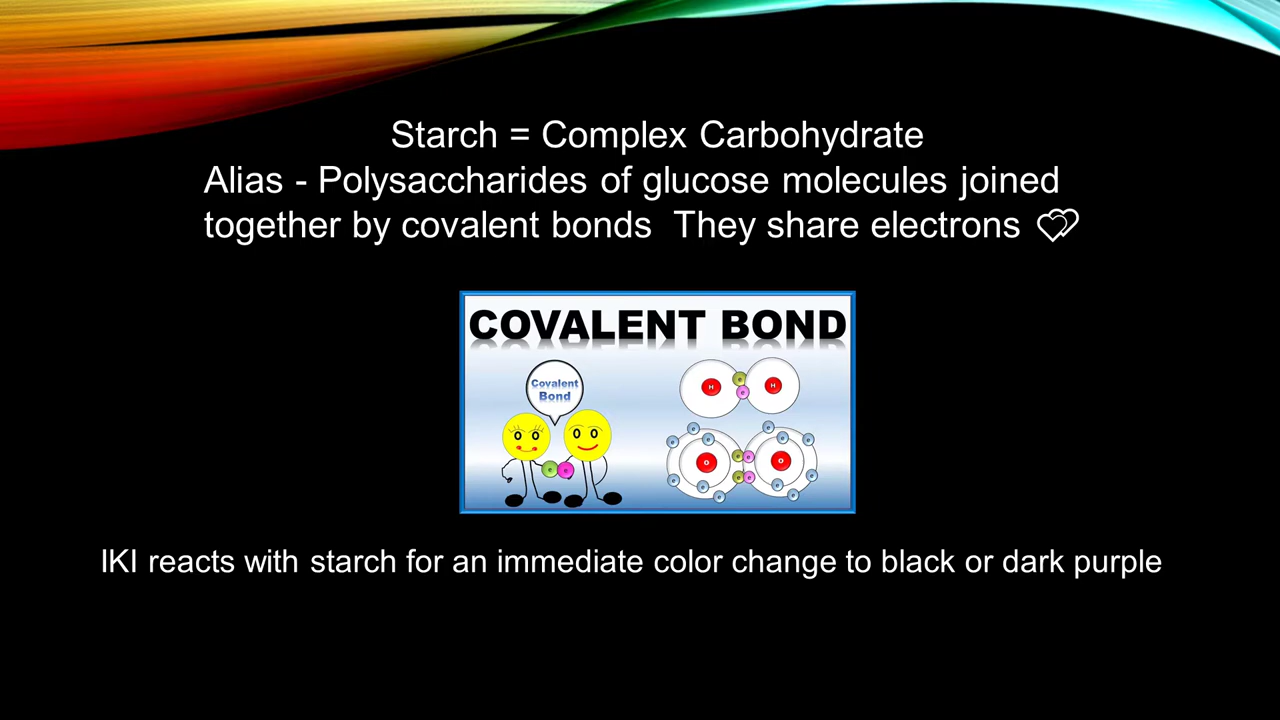 Starch = Complex Carbohydrate
Alias - Polysaccharides of glucose molecules joined
together by covalent bonds  They share electrons 💕
COVALENT BOND
Covalent
Bond
e e
H H
e
e
O O
e e
e e
e e
e e
e e
e e
e e
e e
IKI reacts with starch for an immediate color change to black or dark purple